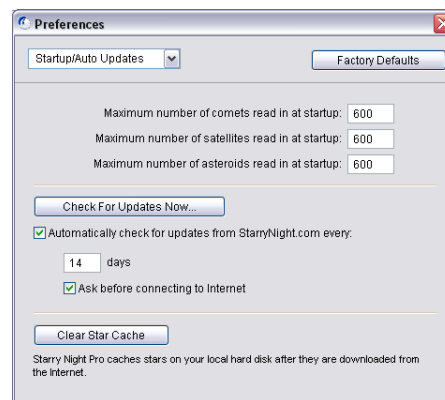 Preferences
Startup/Auto Updates
Factory Defaults
Maximum number of comets read in at startup: 600
Maximum number of satellites read in at startup: 600
Maximum number of asteroids read in at startup: 600
Check For Updates Now...
Automatically check for updates from StarryNight.com every:
14 days
Ask before connecting to Internet
Clear Star Cache
Starry Night Pro caches stars on your local hard disk after they are downloaded from
the Internet.